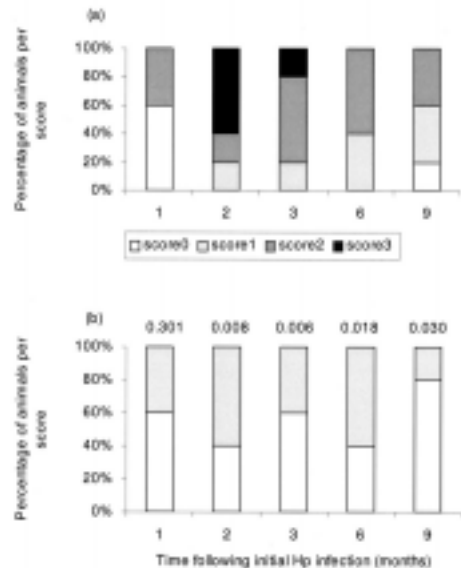 (a)
Percentage of animals per
score
100%
80%
60%
40%
20%
0%
1 2 3 6 9
score0 score1 score2 score3
(b)
0.301 0.006 0.006 0.018 0.030
Percentage of animals per
score
100%
80%
60%
40%
20%
0%
1 2 3 6 9
Time following initial Hp infection (months)